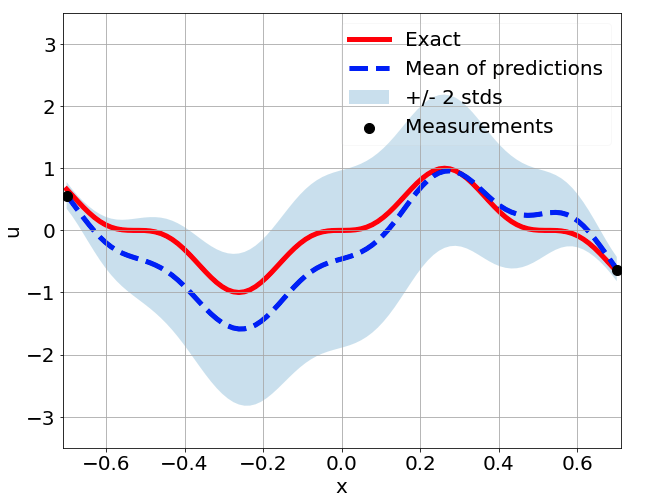 Exact
Mean of predictions
+/- 2 stds
Measurements
3
2
1
0
−1
−2
−3
u
−0.6 −0.4 −0.2 0.0 0.2 0.4 0.6
x